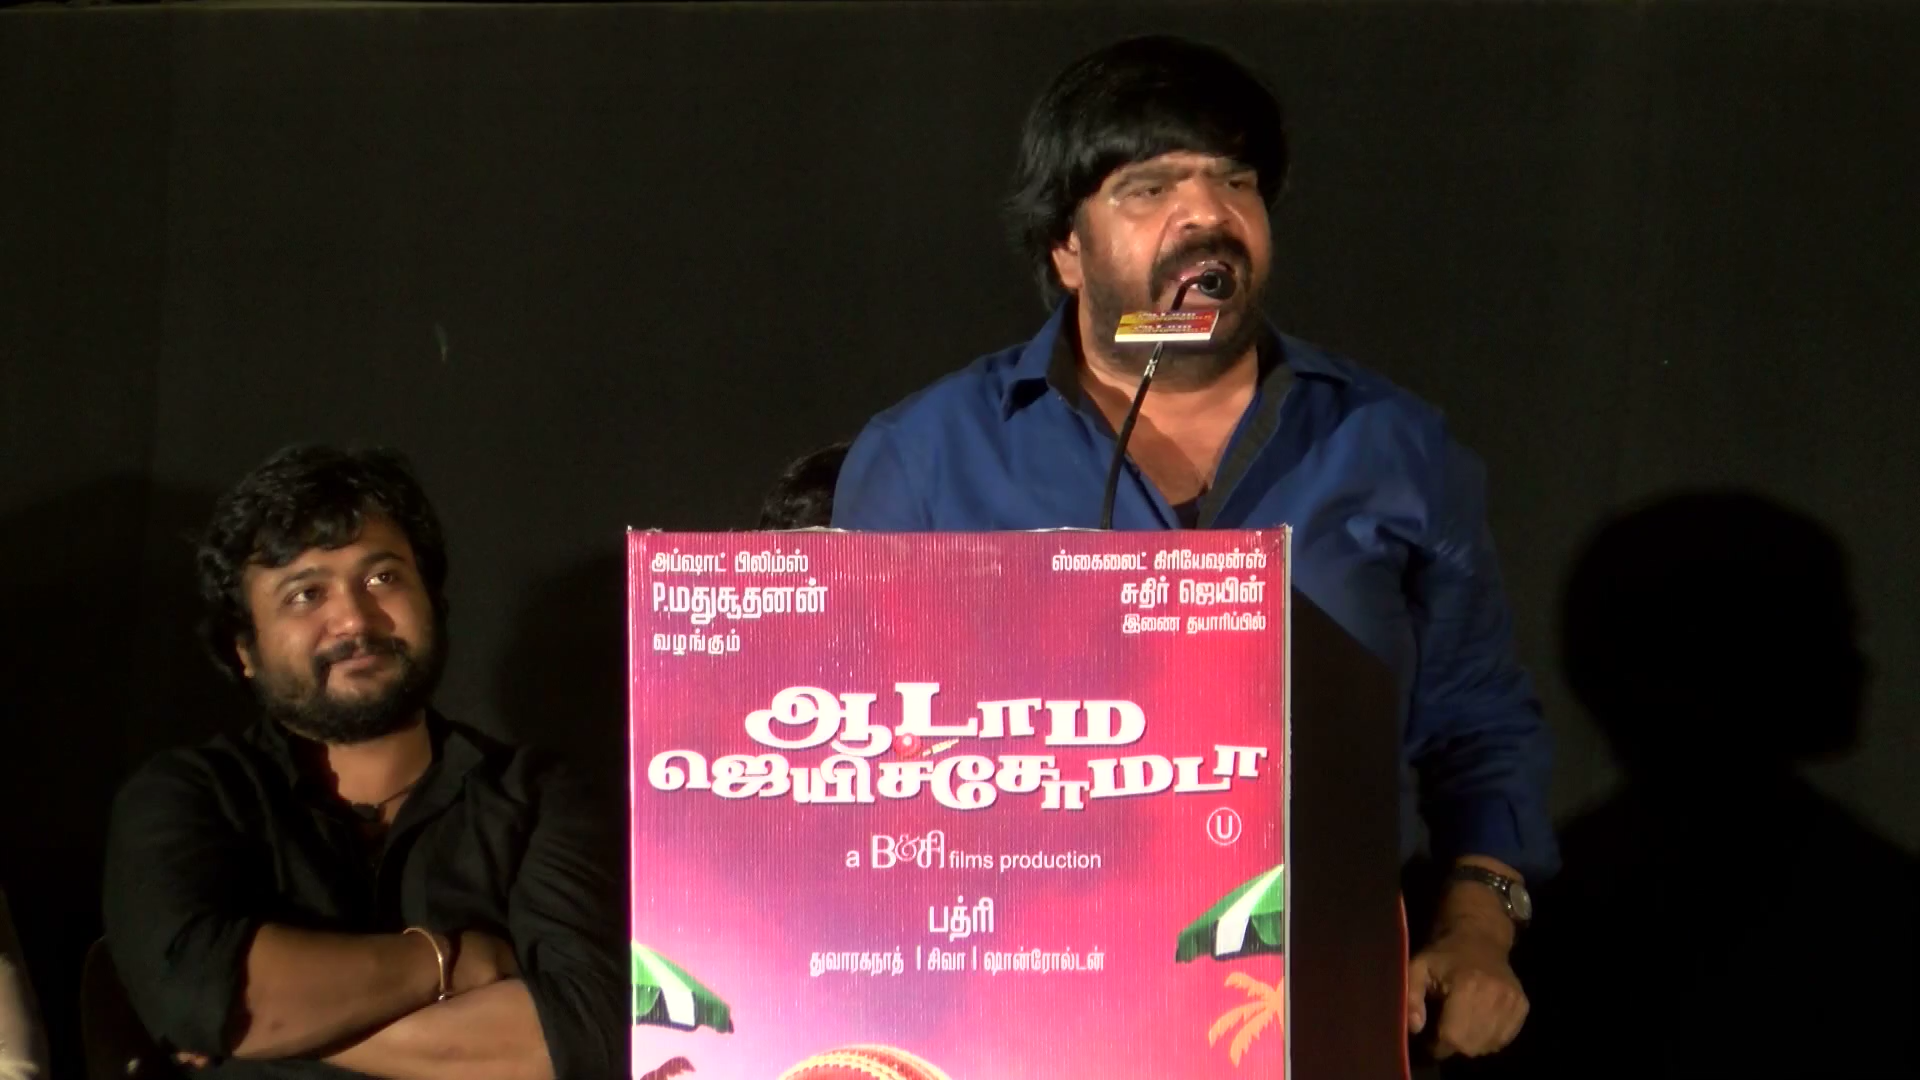 அப்ஷாட் பிலிம்ஸ்
P.மதுசூதனன்
வழங்கும்
ஸ்கைலைட் கிரியேஷன்ஸ்
சுதிர் ஜெயின்
இணை தயாரிப்பில்
ஆடாம
ஜெயிச்சோமடா
U
a B&C films production
பத்ரி
துவாரகநாத் | சிவா | ஷான்ரோல்டன்